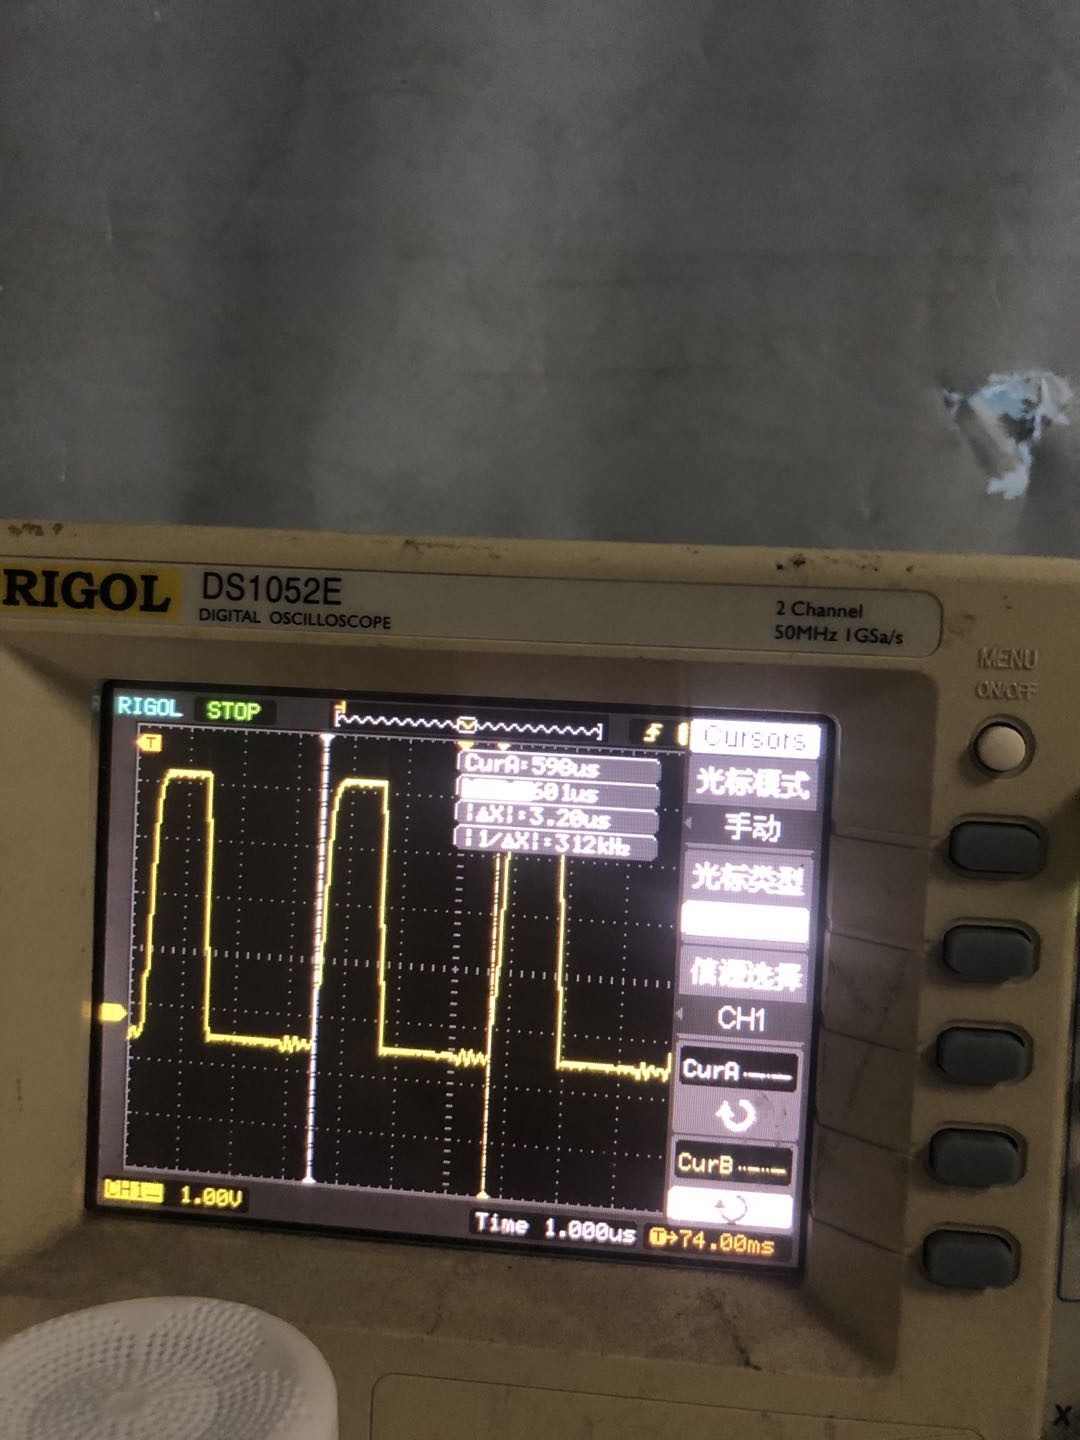 RIGOL DS1052E
DIGITAL OSCILLOSCOPE
2 Channel
50MHz 1GSa/s
MENU
ON/OFF
RIGOL STOP
T
Cursors
CurA:598us
601us
|ΔX|:3.20us
|1/ΔX|:312kHz
光标模式
手动
光标类型
信源选择
CH1
CurA
CurB
CH1 1.00V
Time 1.000us T→74.00ms
X